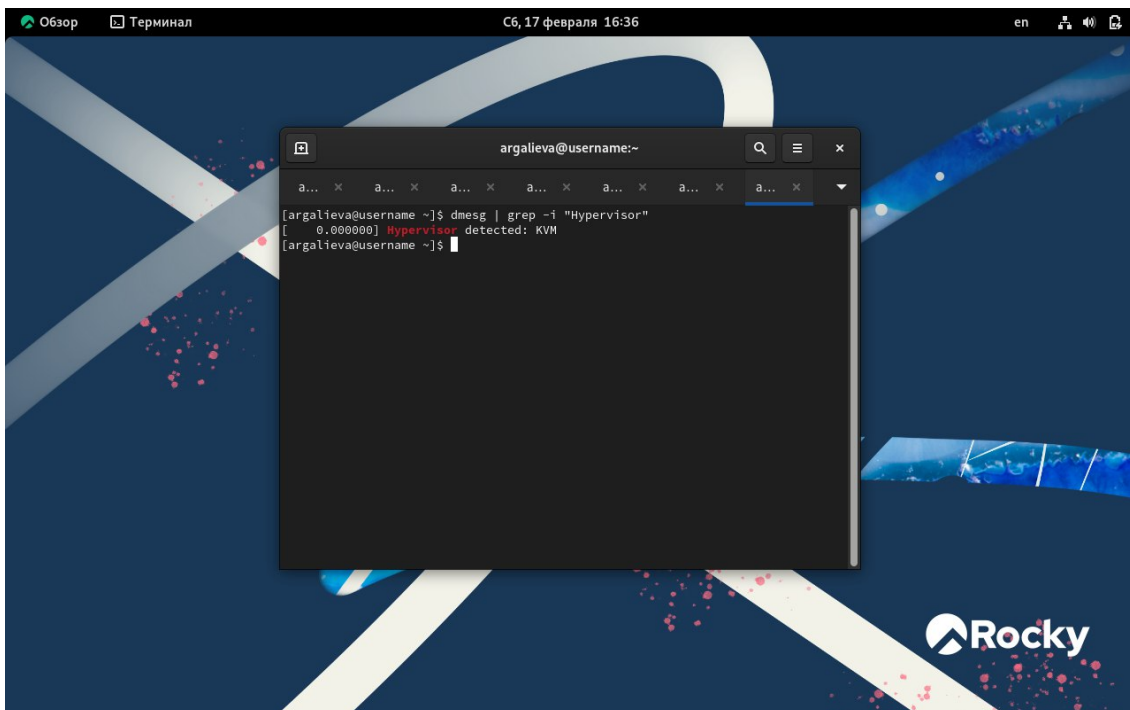 Обзор Терминал Сб, 17 февраля 16:36 en
argalieva@username:~
a... a... a... a... a... a... a...
[argalieva@username ~]$ dmesg | grep -i "Hypervisor"
[    0.000000] Hypervisor detected: KVM
[argalieva@username ~]$
Rocky